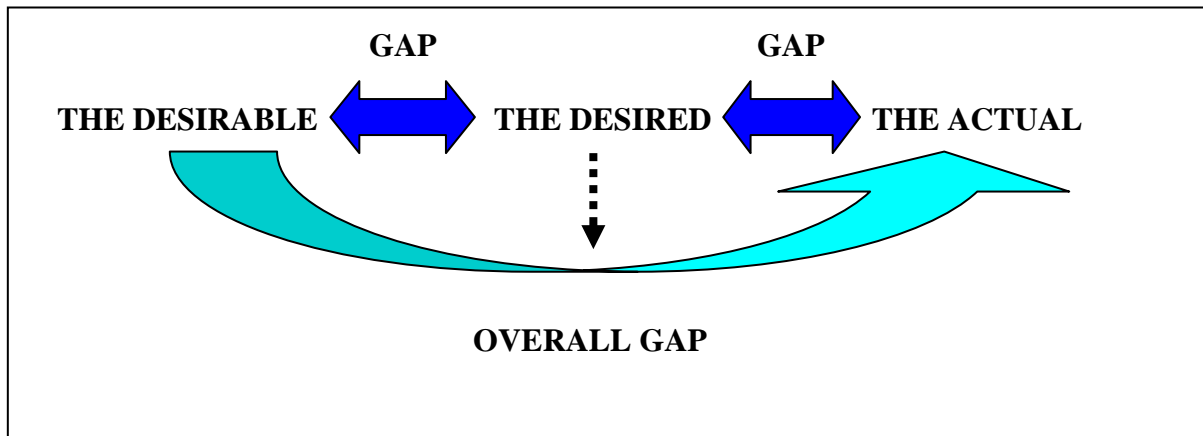 GAP GAP
THE DESIRABLE THE DESIRED THE ACTUAL
OVERALL GAP